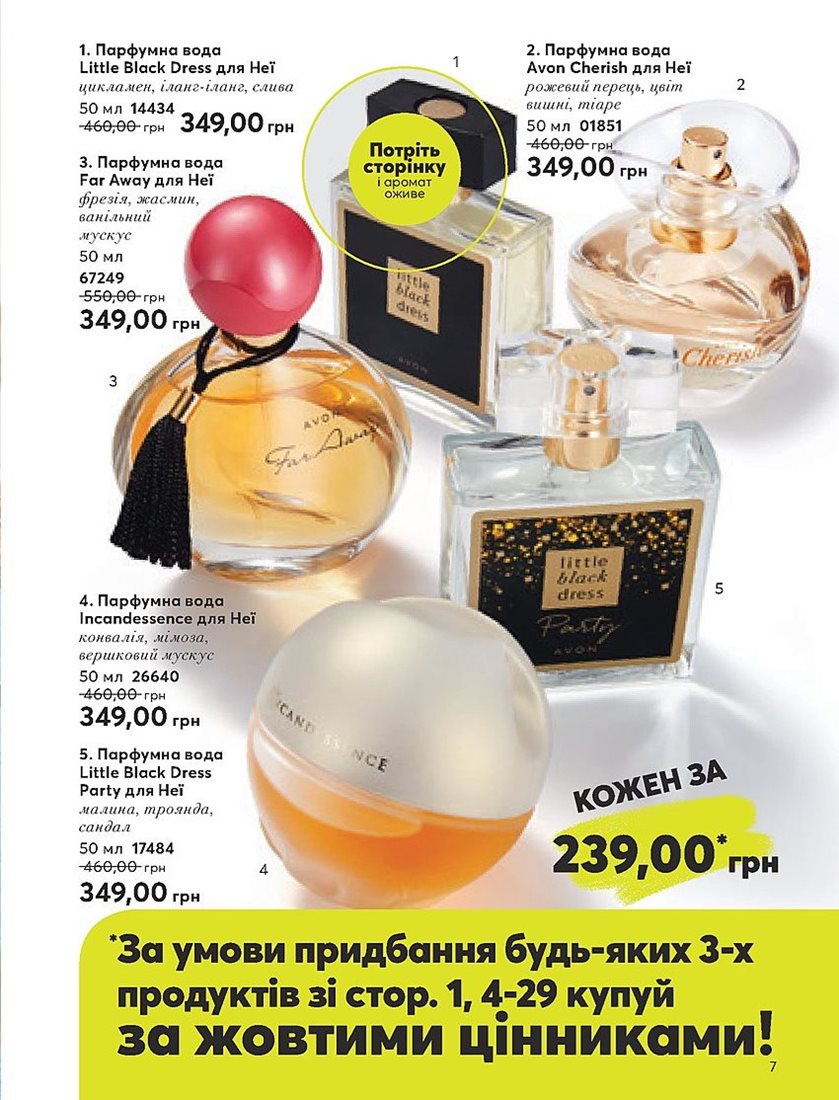 1. Парфумна вода
Little Black Dress для Неї
цикламен, іланг-іланг, слива
50 мл 14434
460,00 грн 349,00 грн
1
Потріть
сторінку
і аромат
оживе
2. Парфумна вода
Avon Cherish для Неї
рожевий перець, цвіт
вишні, тіаре
50 мл 01851
460,00 грн
349,00 грн
2
3. Парфумна вода
Far Away для Неї
фрезія, жасмин,
ванільний
мускус
50 мл
67249
550,00 грн
349,00 грн
3
little
black
dress
AVON
Cherish
AVON
Far Away
little
black
dress
Party
AVON
5
4. Парфумна вода
Incandessence для Неї
конвалія, мімоза,
вершковий мускус
50 мл 26640
460,00 грн
349,00 грн
INCANDESSENCE
4
5. Парфумна вода
Little Black Dress
Party для Неї
малина, троянда,
сандал
50 мл 17484
460,00 грн
349,00 грн
КОЖЕН ЗА
239,00* грн
*За умови придбання будь-яких 3-х
продуктів зі стор. 1, 4-29 купуй
за жовтими цінниками!
7